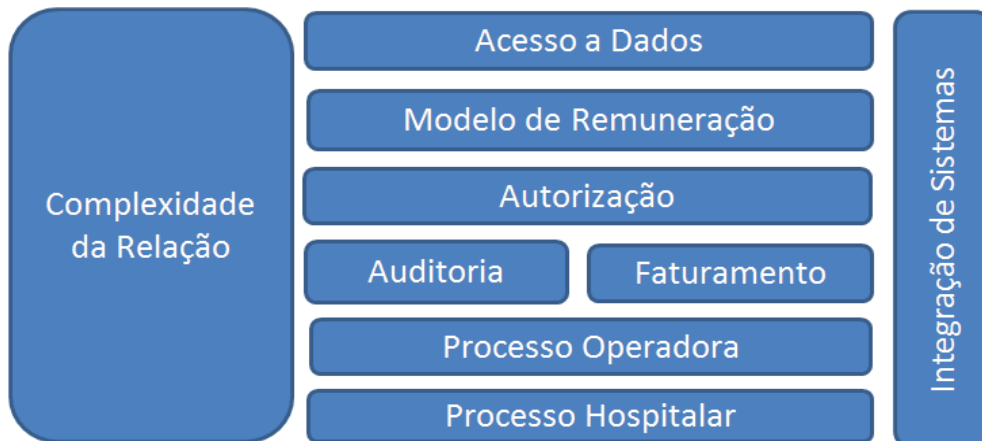 Complexidade
da Relação
Acesso a Dados
Modelo de Remuneração
Autorização
Auditoria
Faturamento
Processo Operadora
Processo Hospitalar
Integração de Sistemas